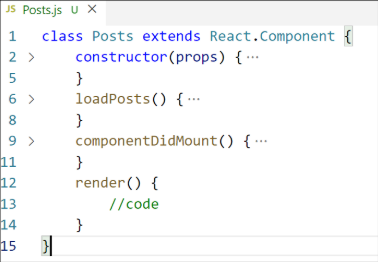 Posts.js U ×
1 class Posts extends React.Component {
2 > constructor(props) {···
5 }
6 > loadPosts() {···
8 }
9 > componentDidMount() {···
11 }
12 render() {
13 //code
14 }
15 }